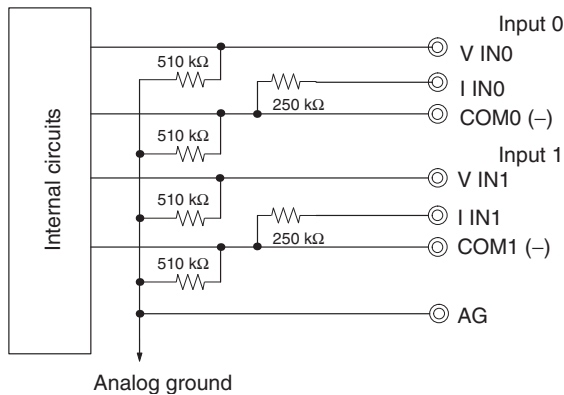 Input 0
V IN0
510 kΩ
I IN0
250 kΩ
COM0 (−)
510 kΩ
Input 1
V IN1
510 kΩ
I IN1
250 kΩ
COM1 (−)
510 kΩ
AG
Internal circuits
Analog ground